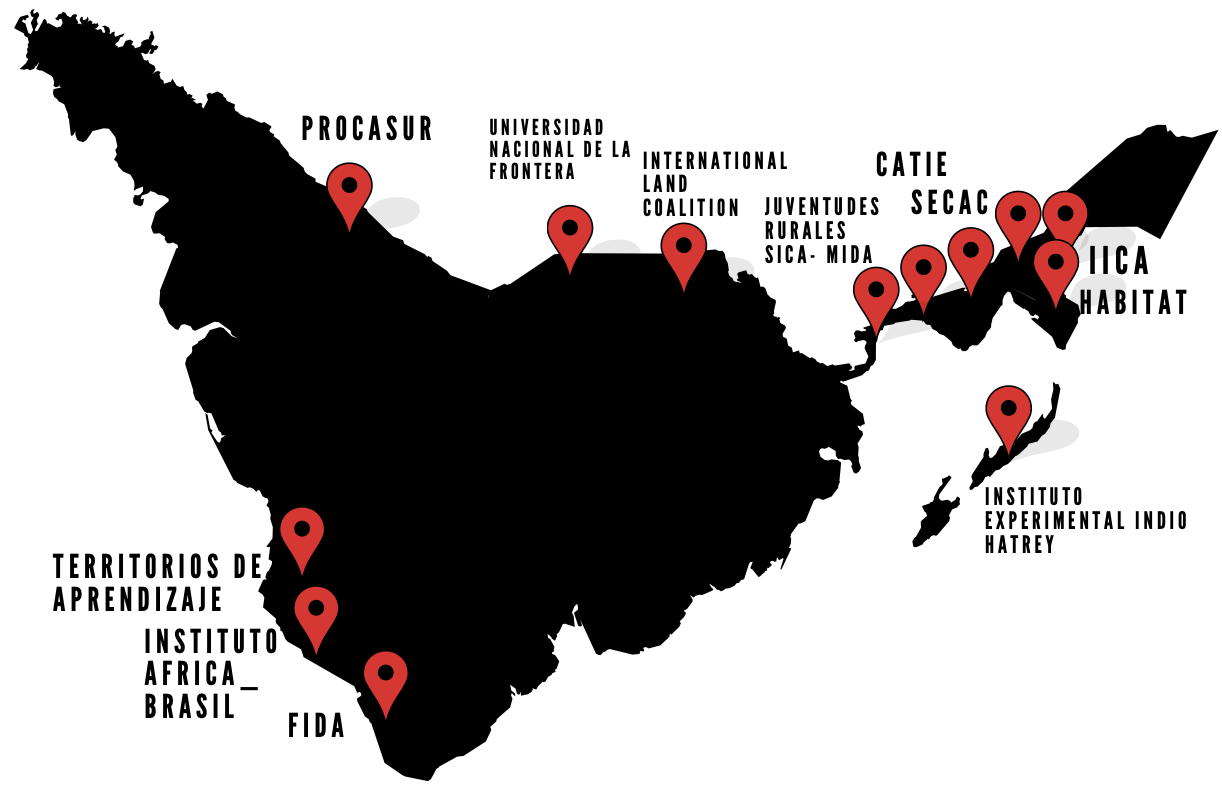 PROCASUR
UNIVERSIDAD
NACIONAL DE LA
FRONTERA
INTERNATIONAL
LAND
COALITION
JUVENTUDES
RURALES
SICA- MIDA
CATIE
SECAC
IICA
HABITAT
INSTITUTO
EXPERIMENTAL INDIO
HATREY
TERRITORIOS DE
APRENDIZAJE
INSTITUTO
AFRICA_
BRASIL
FIDA